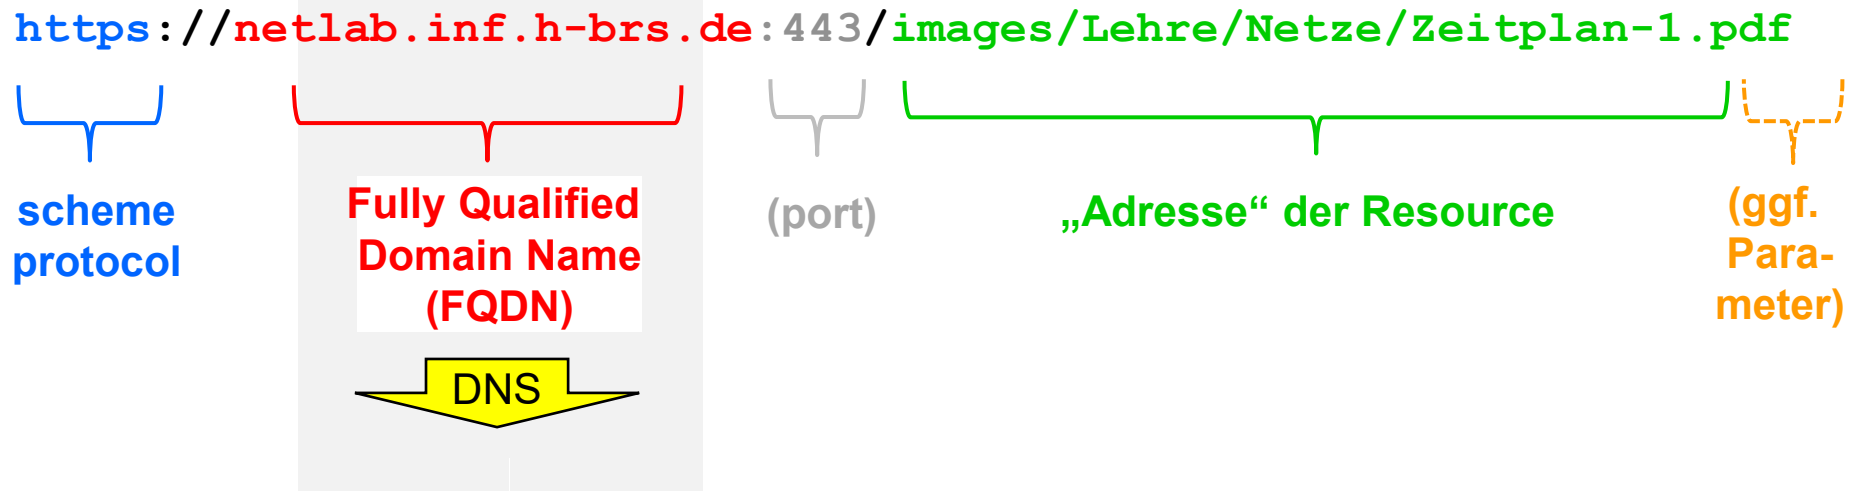 https://netlab.inf.h-brs.de:443/images/Lehre/Netze/Zeitplan-1.pdf
scheme
protocol
Fully Qualified
Domain Name
(FQDN)
(port)
„Adresse“ der Resource
(ggf.
Para-
meter)
DNS